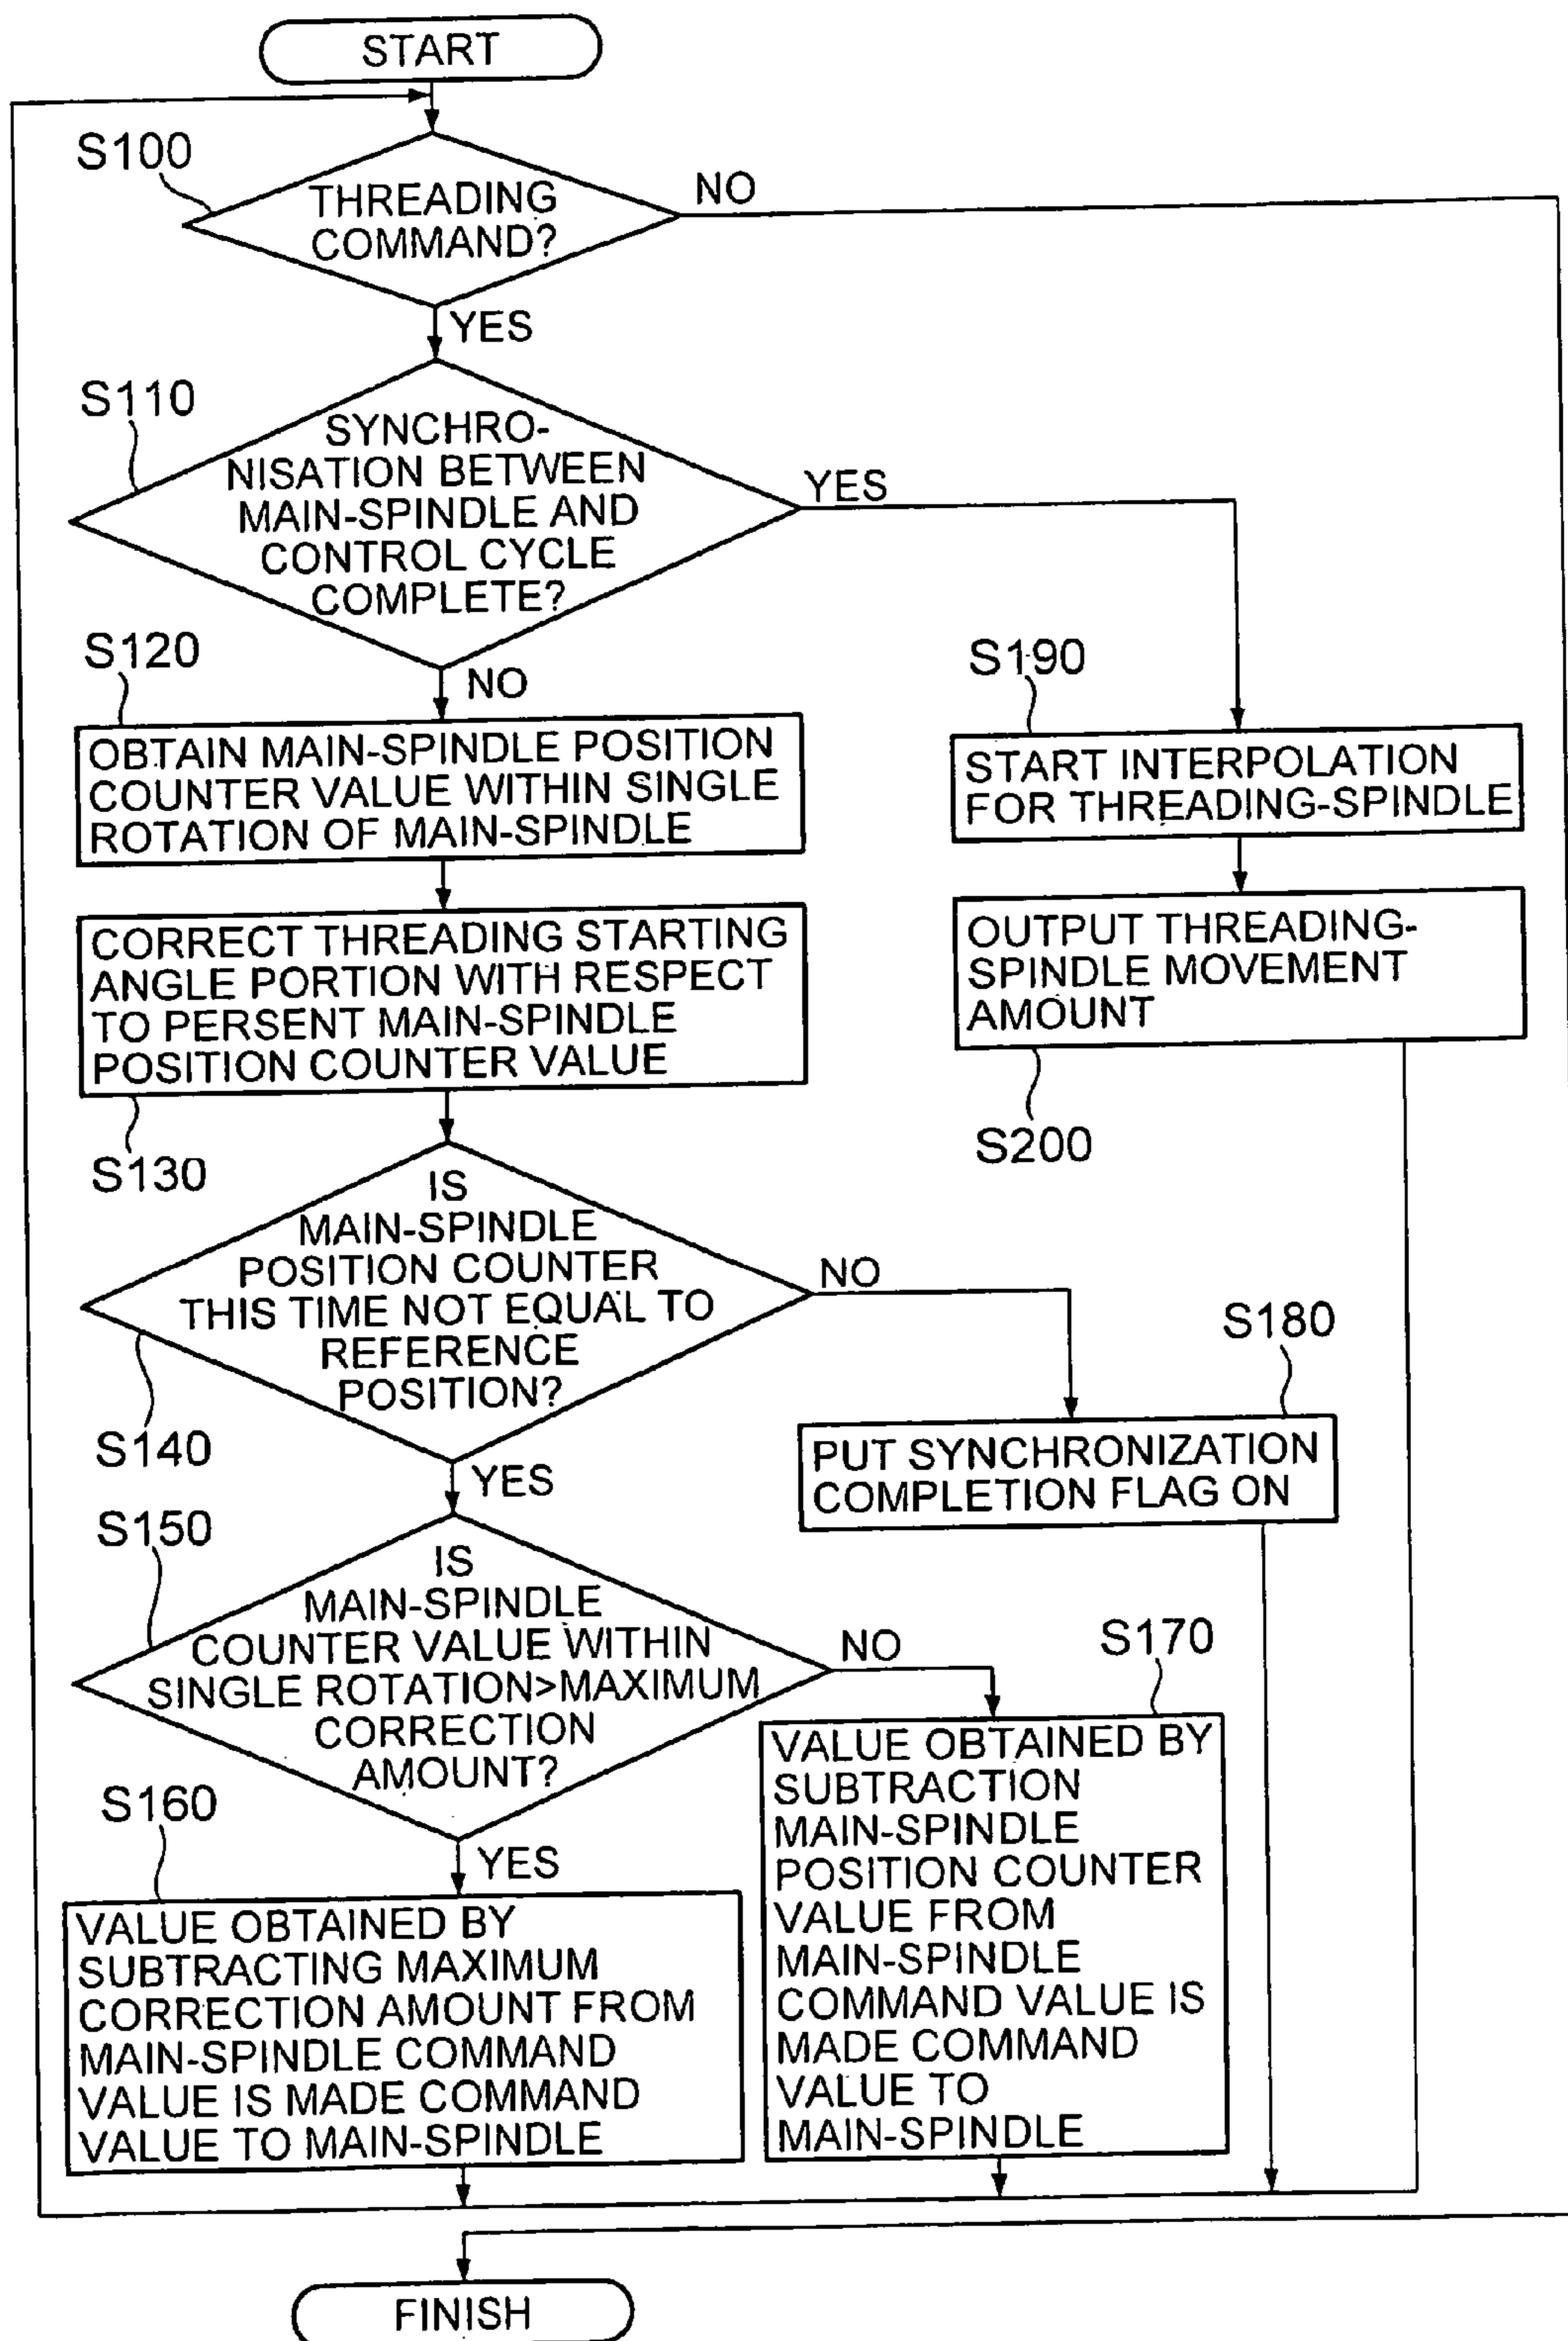 START
S100
THREADING
COMMAND?
NO
YES
S110
SYNCHRO-
NISATION BETWEEN
MAIN-SPINDLE AND
CONTROL CYCLE
COMPLETE?
YES
NO
S120
OBTAIN MAIN-SPINDLE POSITION
COUNTER VALUE WITHIN SINGLE
ROTATION OF MAIN-SPINDLE
S190
START INTERPOLATION
FOR THREADING-SPINDLE
CORRECT THREADING STARTING
ANGLE PORTION WITH RESPECT
TO PERSENT MAIN-SPINDLE
POSITION COUNTER VALUE
S130
OUTPUT THREADING-
SPINDLE MOVEMENT
AMOUNT
S200
IS
MAIN-SPINDLE
POSITION COUNTER
THIS TIME NOT EQUAL TO
REFERENCE
POSITION?
NO
S140
YES
S180
PUT SYNCHRONIZATION
COMPLETION FLAG ON
S150
IS
MAIN-SPINDLE
COUNTER VALUE WITHIN
SINGLE ROTATION>MAXIMUM
CORRECTION
AMOUNT?
NO
YES
S170
VALUE OBTAINED BY
SUBTRACTION
MAIN-SPINDLE
POSITION COUNTER
VALUE FROM
MAIN-SPINDLE
COMMAND VALUE IS
MADE COMMAND
VALUE TO
MAIN-SPINDLE
S160
VALUE OBTAINED BY
SUBTRACTING MAXIMUM
CORRECTION AMOUNT FROM
MAIN-SPINDLE COMMAND
VALUE IS MADE COMMAND
VALUE TO MAIN-SPINDLE
FINISH